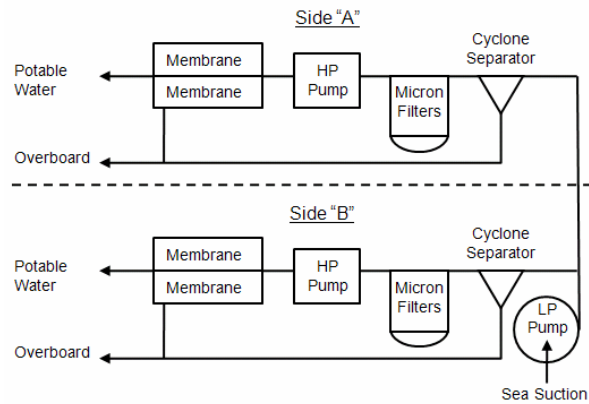 Side “A”
Cyclone
Separator
Potable
Water
Membrane
Membrane
HP
Pump
Micron
Filters
Overboard
Side “B”
Cyclone
Separator
Potable
Water
Membrane
Membrane
HP
Pump
Micron
Filters
LP
Pump
Overboard
Sea Suction